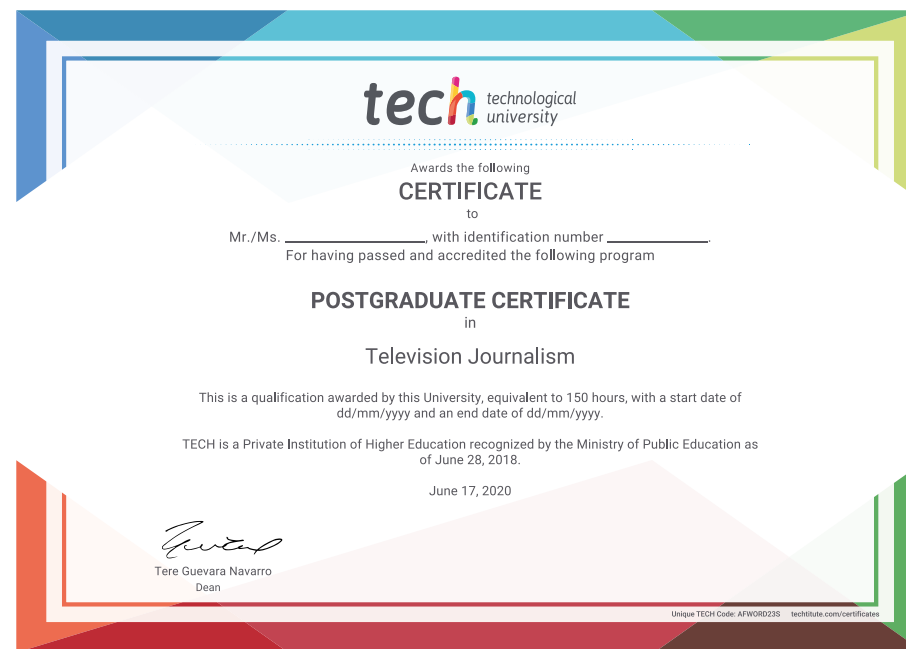 tech technological
university
Awards the following
CERTIFICATE
to
Mr./Ms. ____________________, with identification number ______________.
For having passed and accredited the following program
POSTGRADUATE CERTIFICATE
in
Television Journalism
This is a qualification awarded by this University, equivalent to 150 hours, with a start date of
dd/mm/yyyy and an end date of dd/mm/yyyy.
TECH is a Private Institution of Higher Education recognized by the Ministry of Public Education as
of June 28, 2018.
June 17, 2020
Tere Guevara Navarro
Dean
Unique TECH Code: AFWORD23S techtitute.com/certificates